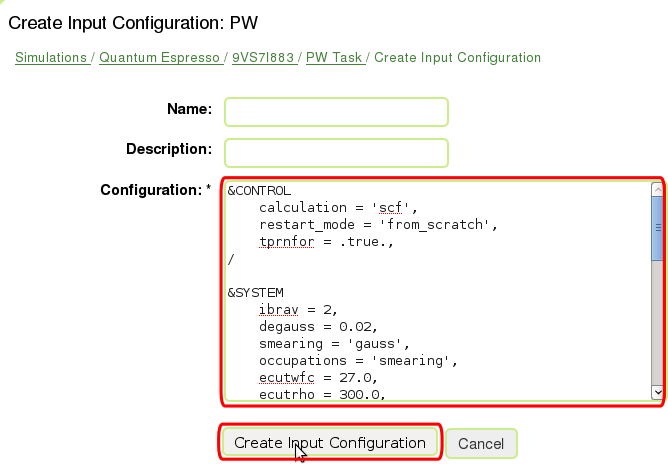 Create Input Configuration: PW
Simulations / Quantum Espresso / 9VS7I883 / PW Task / Create Input Configuration
Name:
Description:
Configuration: *
&CONTROL
    calculation = 'scf',
    restart_mode = 'from_scratch',
    tprnfor = .true.,
/
&SYSTEM
    ibrav = 2,
    degauss = 0.02,
    smearing = 'gauss',
    occupations = 'smearing',
    ecutwfc = 27.0,
    ecutrho = 300.0,
Create Input Configuration Cancel